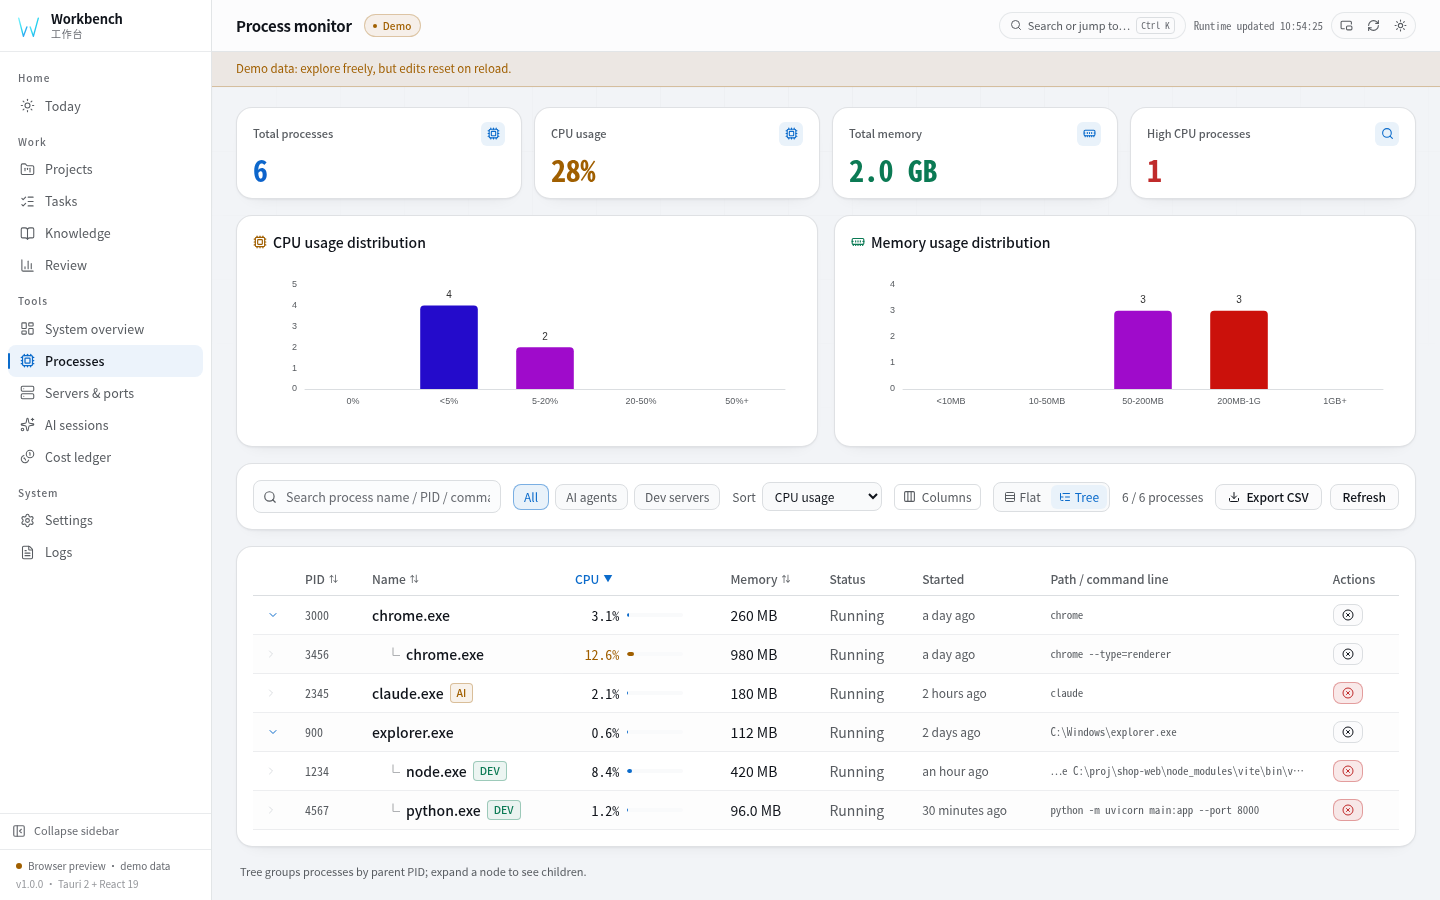 Workbench
工作台
Home
Today
Work
Projects
Tasks
Knowledge
Review
Tools
System overview
Processes
Servers & ports
AI sessions
Cost ledger
System
Settings
Logs
Collapse sidebar
Browser preview • demo data
v1.0.0 • Tauri 2 + React 19
Process monitor
Demo
Search or jump to…
Ctrl K
Runtime updated 10:54:25
Demo data: explore freely, but edits reset on reload.
Total processes
6
CPU usage
28%
Total memory
2.0 GB
High CPU processes
1
CPU usage distribution
5
4
3
2
1
0
4
2
0%
<5%
5-20%
20-50%
50%+
Memory usage distribution
4
3
2
1
0
3
3
<10MB
10-50MB
50-200MB
200MB-1G
1GB+
Search process name / PID / comma
All
AI agents
Dev servers
Sort
CPU usage
Columns
Flat
Tree
6 / 6 processes
Export CSV
Refresh
PID Name CPU Memory Status Started Path / command line Actions
3000 chrome.exe 3.1% 260 MB Running a day ago chrome
3456 chrome.exe 12.6% 980 MB Running a day ago chrome --type=renderer
2345 claude.exe AI 2.1% 180 MB Running 2 hours ago claude
900 explorer.exe 0.6% 112 MB Running 2 days ago C:\Windows\explorer.exe
1234 node.exe DEV 8.4% 420 MB Running an hour ago …e C:\proj\shop-web\node_modules\vite\bin\v…
4567 python.exe DEV 1.2% 96.0 MB Running 30 minutes ago python -m uvicorn main:app --port 8000
Tree groups processes by parent PID; expand a node to see children.